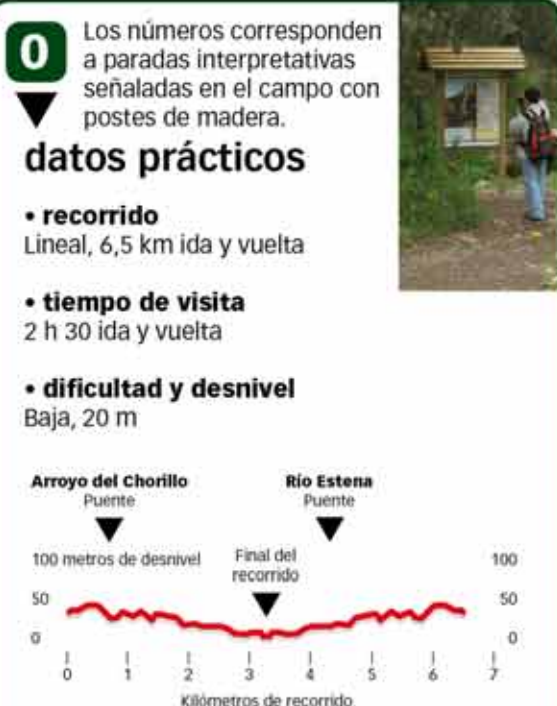 0
Los números corresponden
a paradas interpretativas
señaladas en el campo con
postes de madera.
datos prácticos
• recorrido
Lineal, 6,5 km ida y vuelta
• tiempo de visita
2 h 30 ida y vuelta
• dificultad y desnivel
Baja, 20 m
Arroyo del Chorillo
Puente
Río Estena
Puente
100 metros de desnivel
Final del
recorrido
100
50
50
0
0
0 1 2 3 4 5 6 7
Kilómetros de recorrido